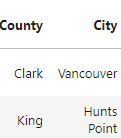 County City
Clark Vancouver
King Hunts
Point